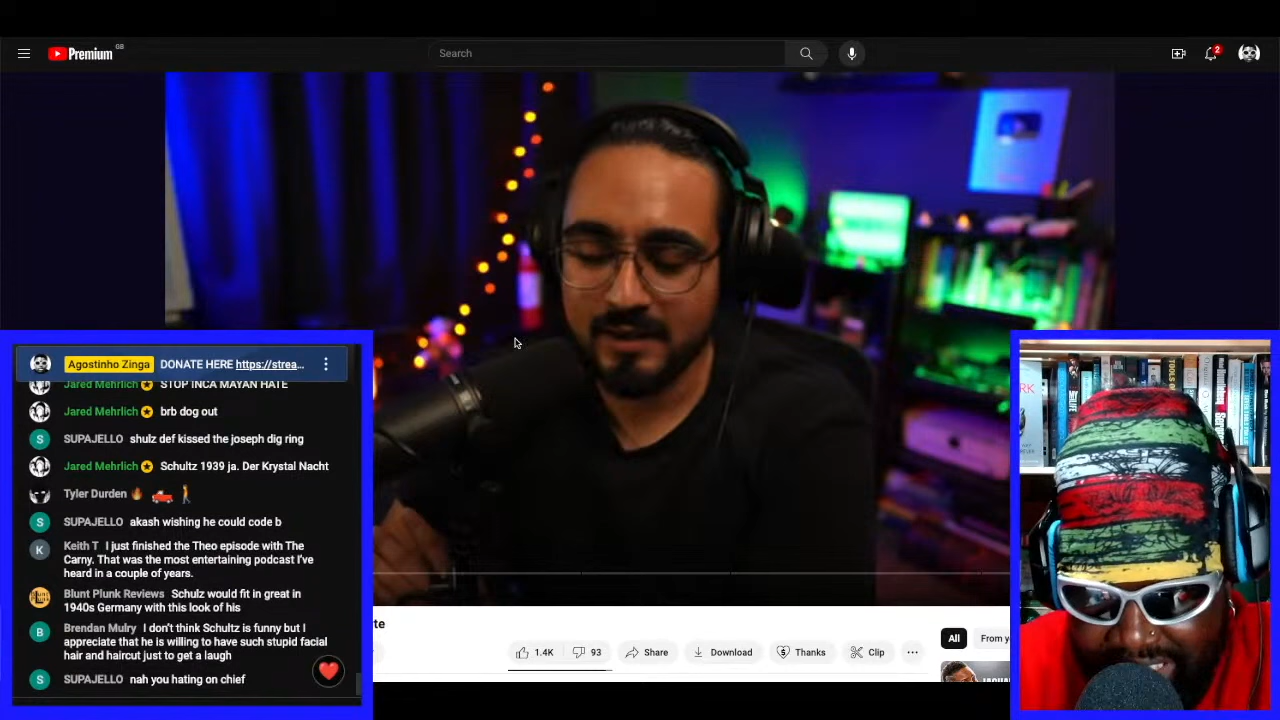 Premium GB
Search
2
Agostinho Zinga DONATE HERE https://strea...
Jared Mehrlich STOP INCA MAYAN HATE
Jared Mehrlich brb dog out
S SUPAJELLO shulz def kissed the joseph dig ring
Jared Mehrlich Schultz 1939 ja. Der Krystal Nacht
Tyler Durden
S SUPAJELLO akash wishing he could code b
K Keith T I just finished the Theo episode with The
Carny. That was the most entertaining podcast I've
heard in a couple of years.
Blunt Plunk Reviews Schulz would fit in great in
1940s Germany with this look of his
B Brendan Mulry I don't think Schultz is funny but I
appreciate that he is willing to have such stupid facial
hair and haircut just to get a laugh
S SUPAJELLO nah you hating on chief
te
1.4K
93
Share
Download
Thanks
Clip
All
From y